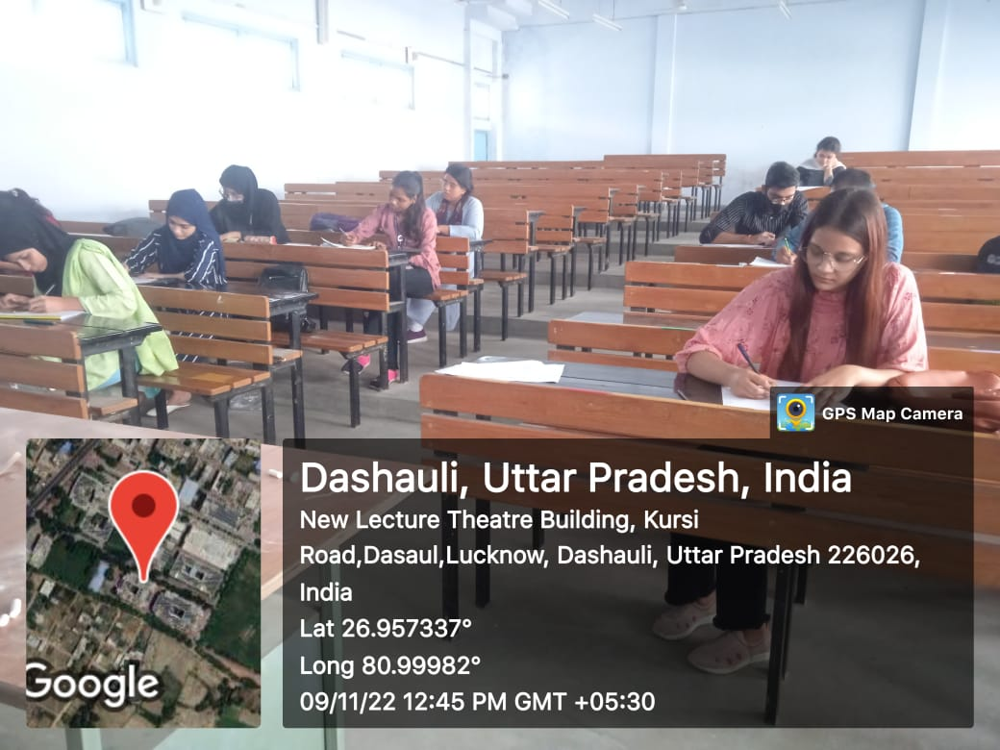 GPS Map Camera
Dashauli, Uttar Pradesh, India
New Lecture Theatre Building, Kursi
Road,Dasaul,Lucknow, Dashauli, Uttar Pradesh 226026,
India
Lat 26.957337°
Long 80.99982°
09/11/22 12:45 PM GMT +05:30
Google